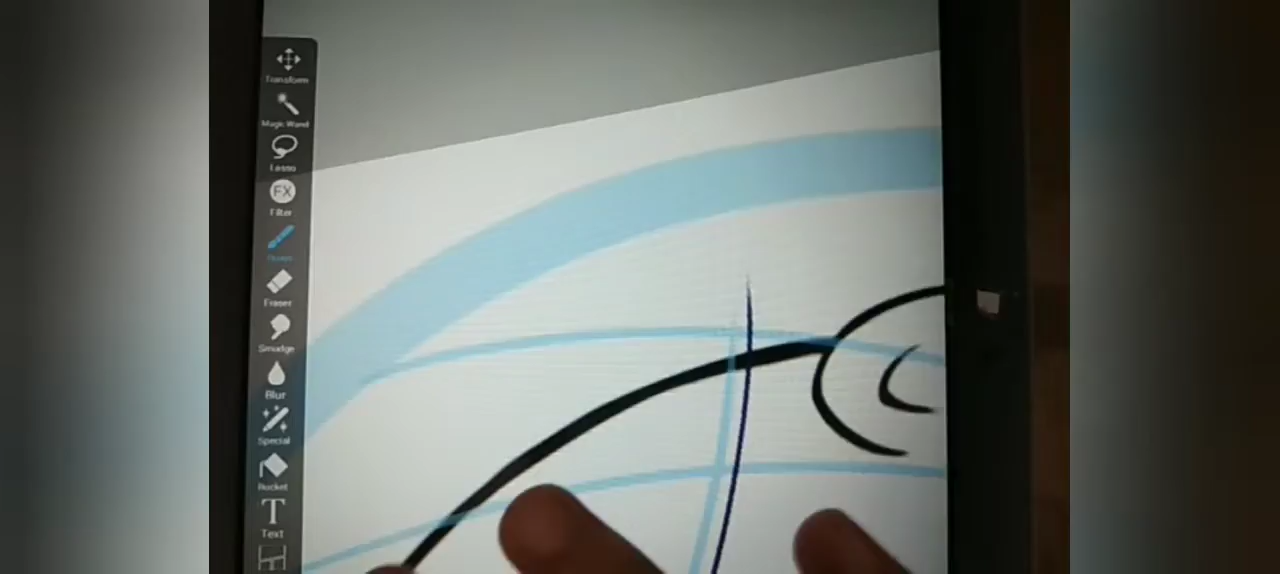 Transform
Magic Wand
Lasso
FX
Filter
Eraser
Smudge
Blur
Special
Bucket
T
Text